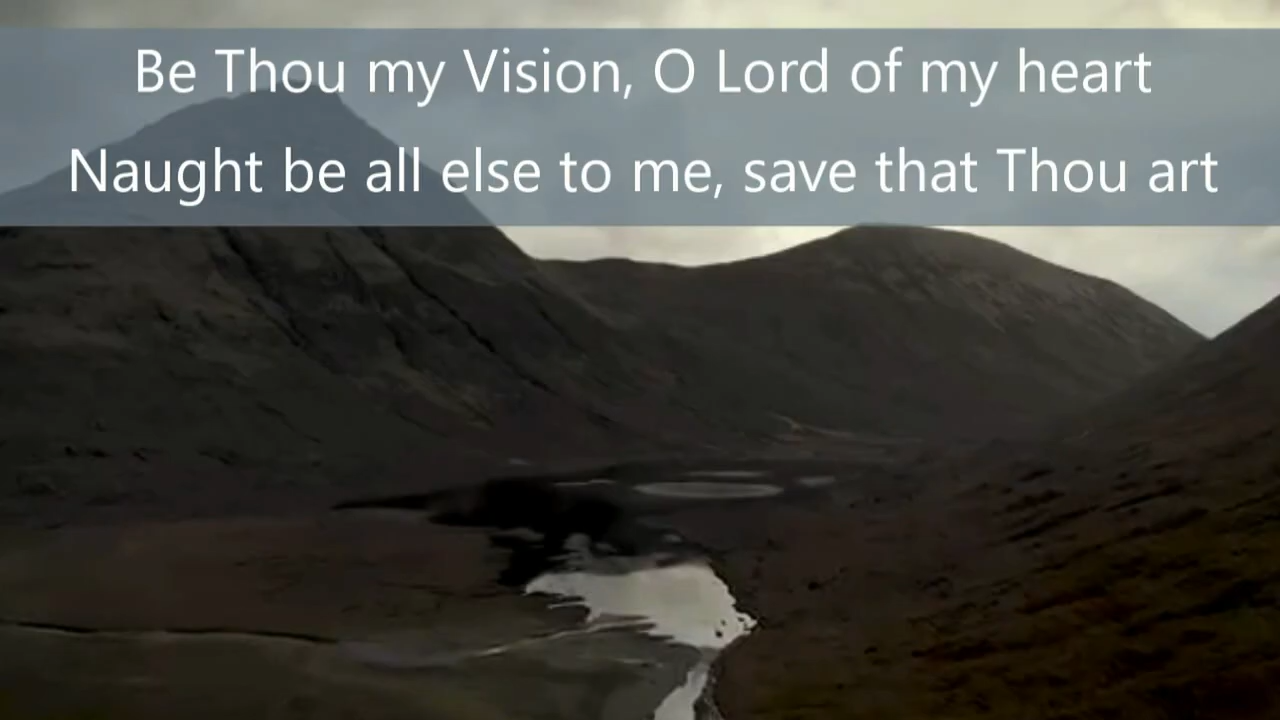 Be Thou my Vision, O Lord of my heart
Naught be all else to me, save that Thou art